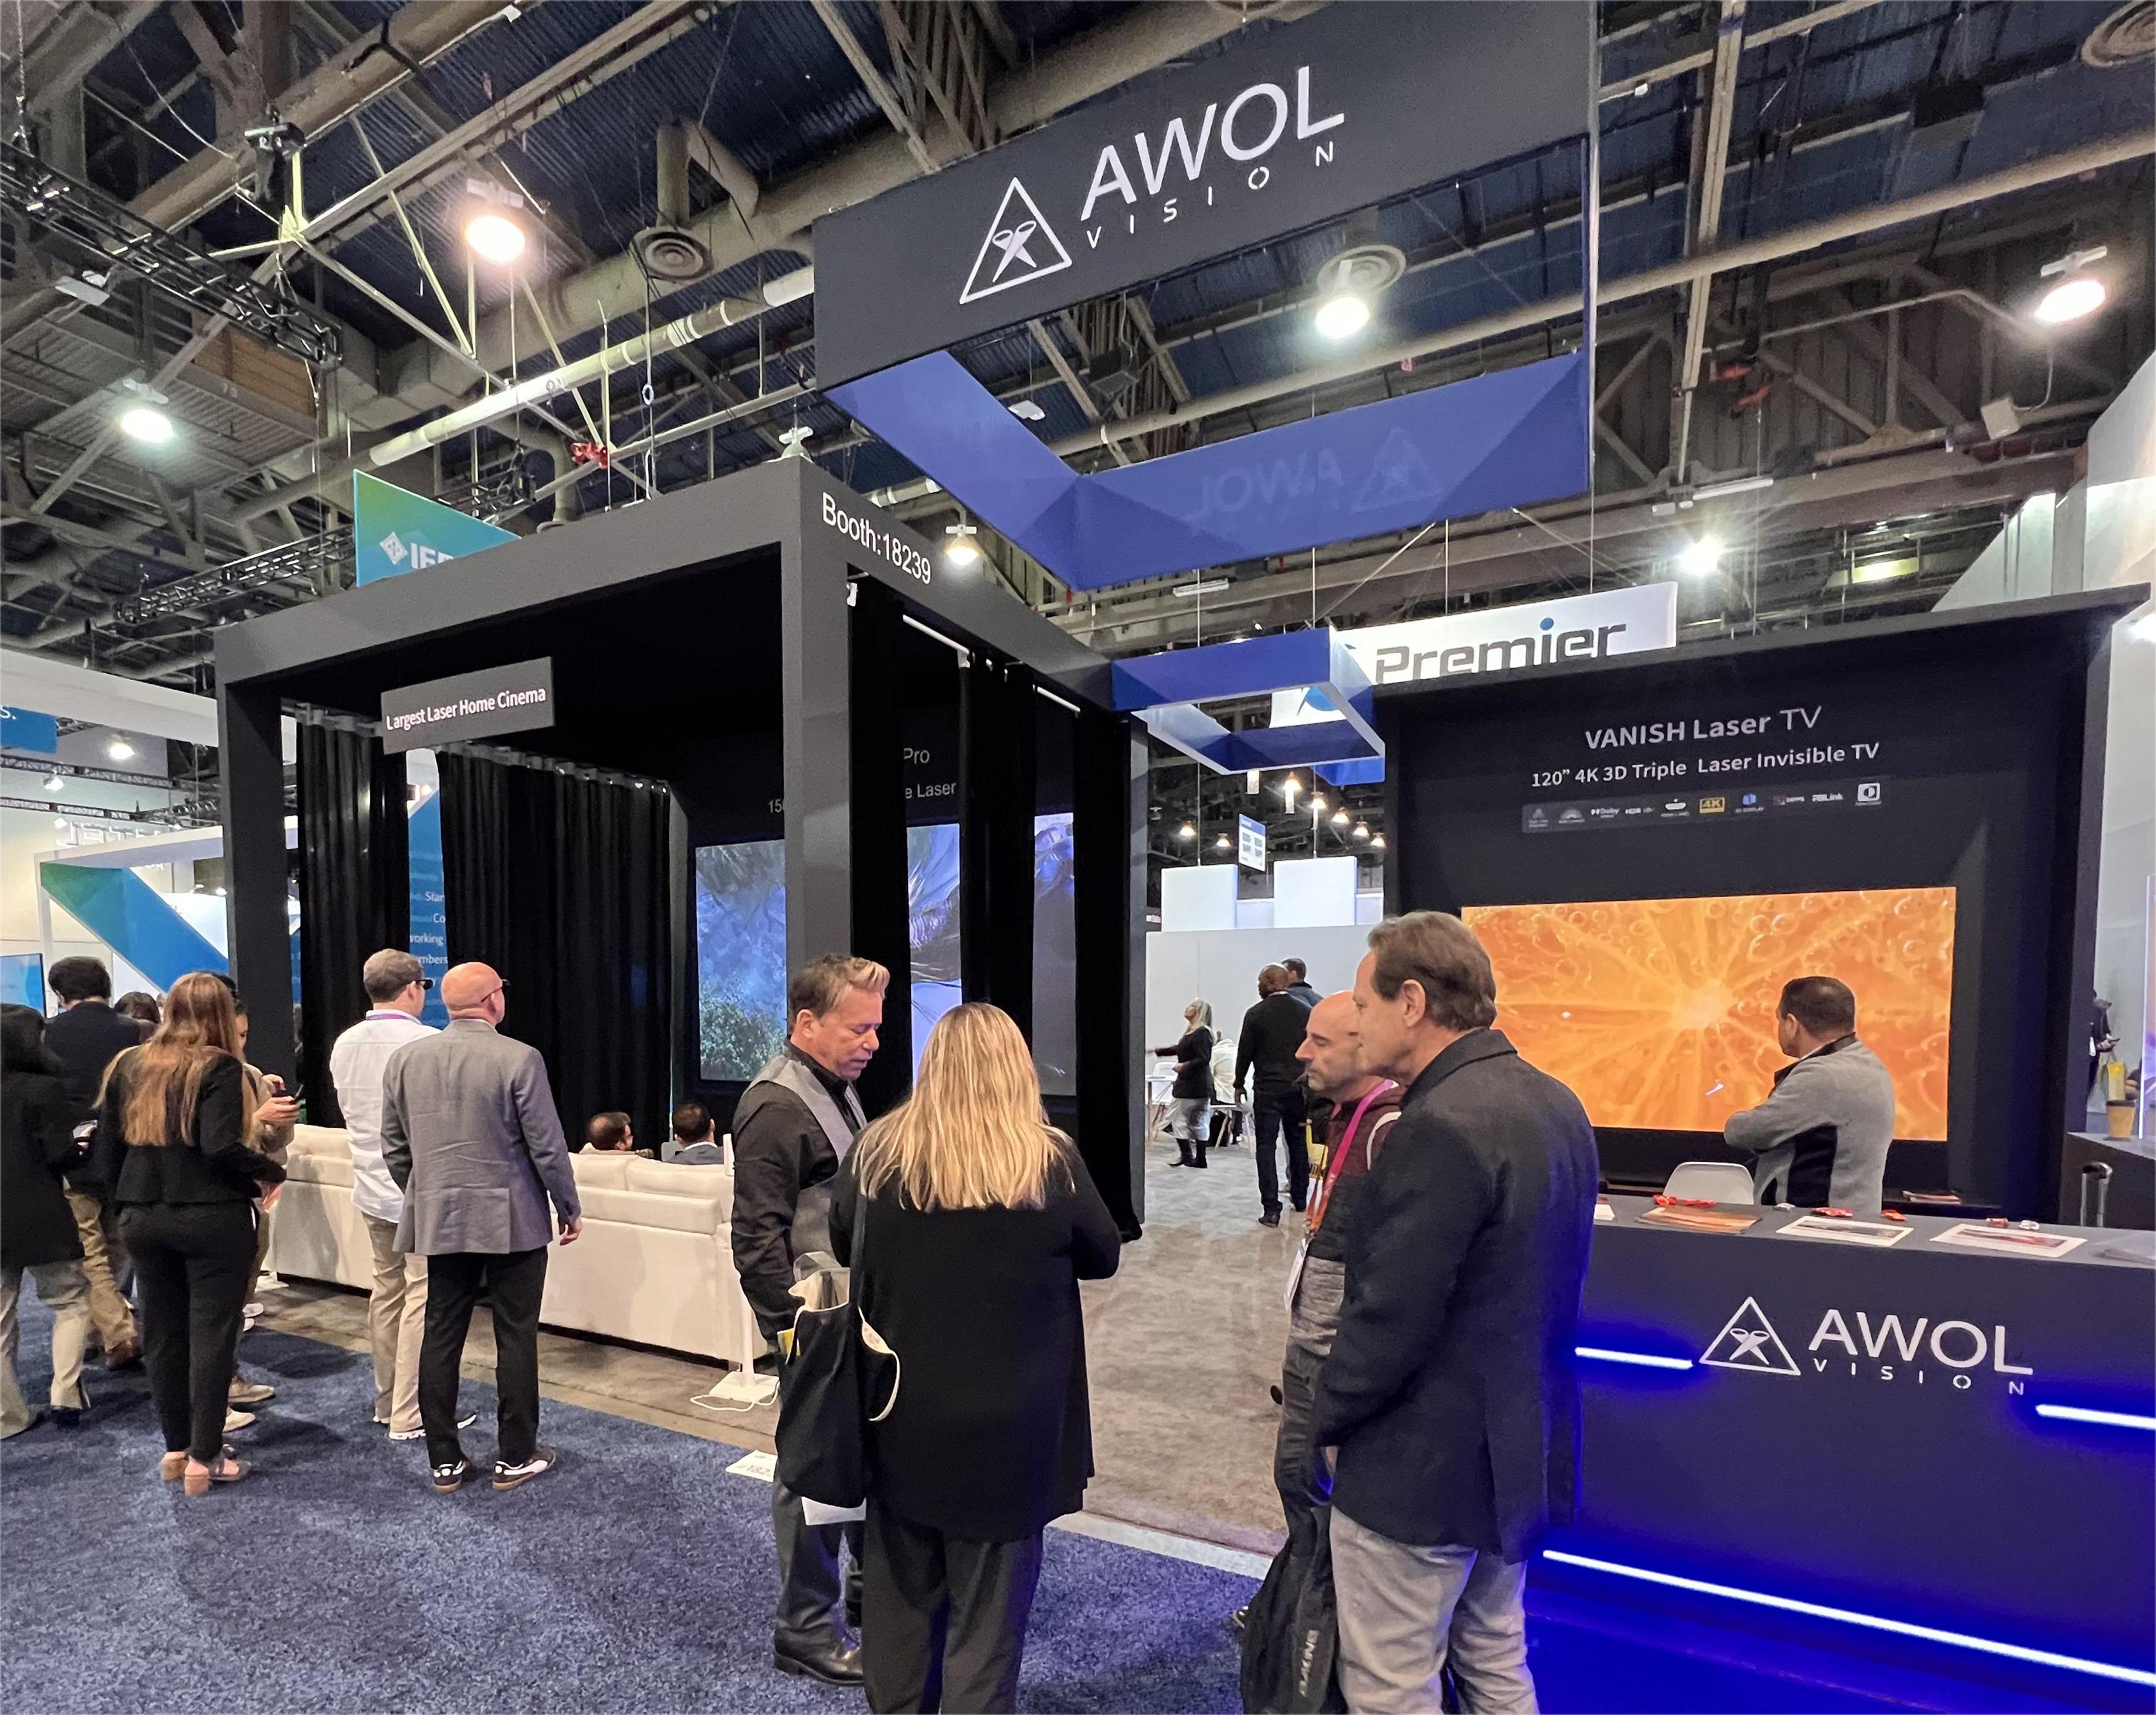 AWOL
VISION
Booth:18239
Premier
Largest Laser Home Cinema
Pro
e Laser
VANISH Laser TV
120” 4K 3D Triple Laser Invisible TV
4K
AWOL
VISION
DAKINE